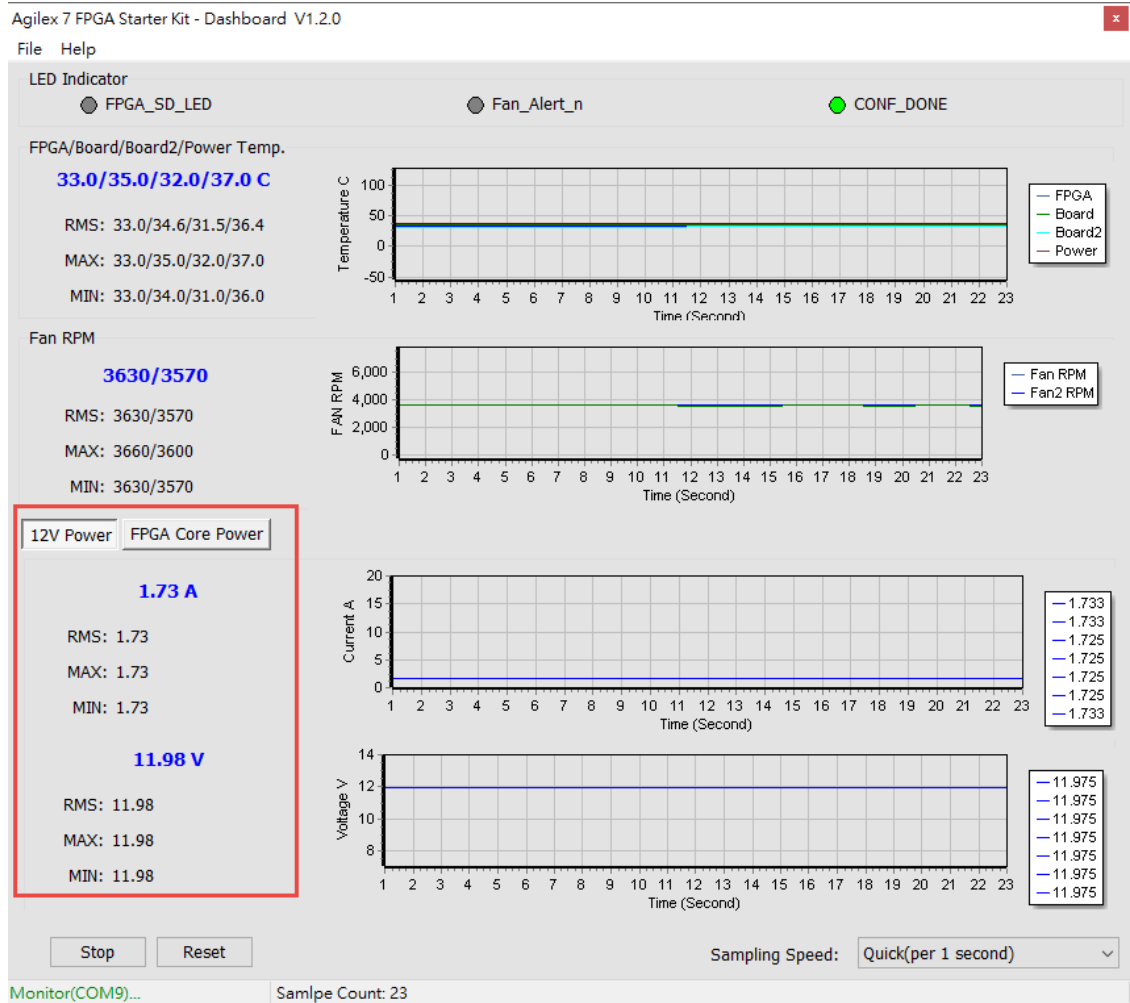 Agilex 7 FPGA Starter Kit - Dashboard V1.2.0
x
File Help
LED Indicator
FPGA_SD_LED Fan_Alert_n CONF_DONE
FPGA/Board/Board2/Power Temp.
33.0/35.0/32.0/37.0 C
RMS: 33.0/34.6/31.5/36.4
MAX: 33.0/35.0/32.0/37.0
MIN: 33.0/34.0/31.0/36.0
Temperature C
100
50
0
-50
1 2 3 4 5 6 7 8 9 10 11 12 13 14 15 16 17 18 19 20 21 22 23
Time (Second)
FPGA
Board
Board2
Power
Fan RPM
3630/3570
RMS: 3630/3570
MAX: 3660/3600
MIN: 3630/3570
FAN RPM
6,000
4,000
2,000
0
1 2 3 4 5 6 7 8 9 10 11 12 13 14 15 16 17 18 19 20 21 22 23
Time (Second)
Fan RPM
Fan2 RPM
12V Power FPGA Core Power
1.73 A
RMS: 1.73
MAX: 1.73
MIN: 1.73
Current A
20
15
10
5
0
1 2 3 4 5 6 7 8 9 10 11 12 13 14 15 16 17 18 19 20 21 22 23
Time (Second)
1.733
1.733
1.725
1.725
1.725
1.725
1.733
11.98 V
RMS: 11.98
MAX: 11.98
MIN: 11.98
Voltage V
14
12
10
8
1 2 3 4 5 6 7 8 9 10 11 12 13 14 15 16 17 18 19 20 21 22 23
Time (Second)
11.975
11.975
11.975
11.975
11.975
11.975
11.975
Stop Reset Sampling Speed: Quick(per 1 second)
Monitor(COM9)... Samlpe Count: 23